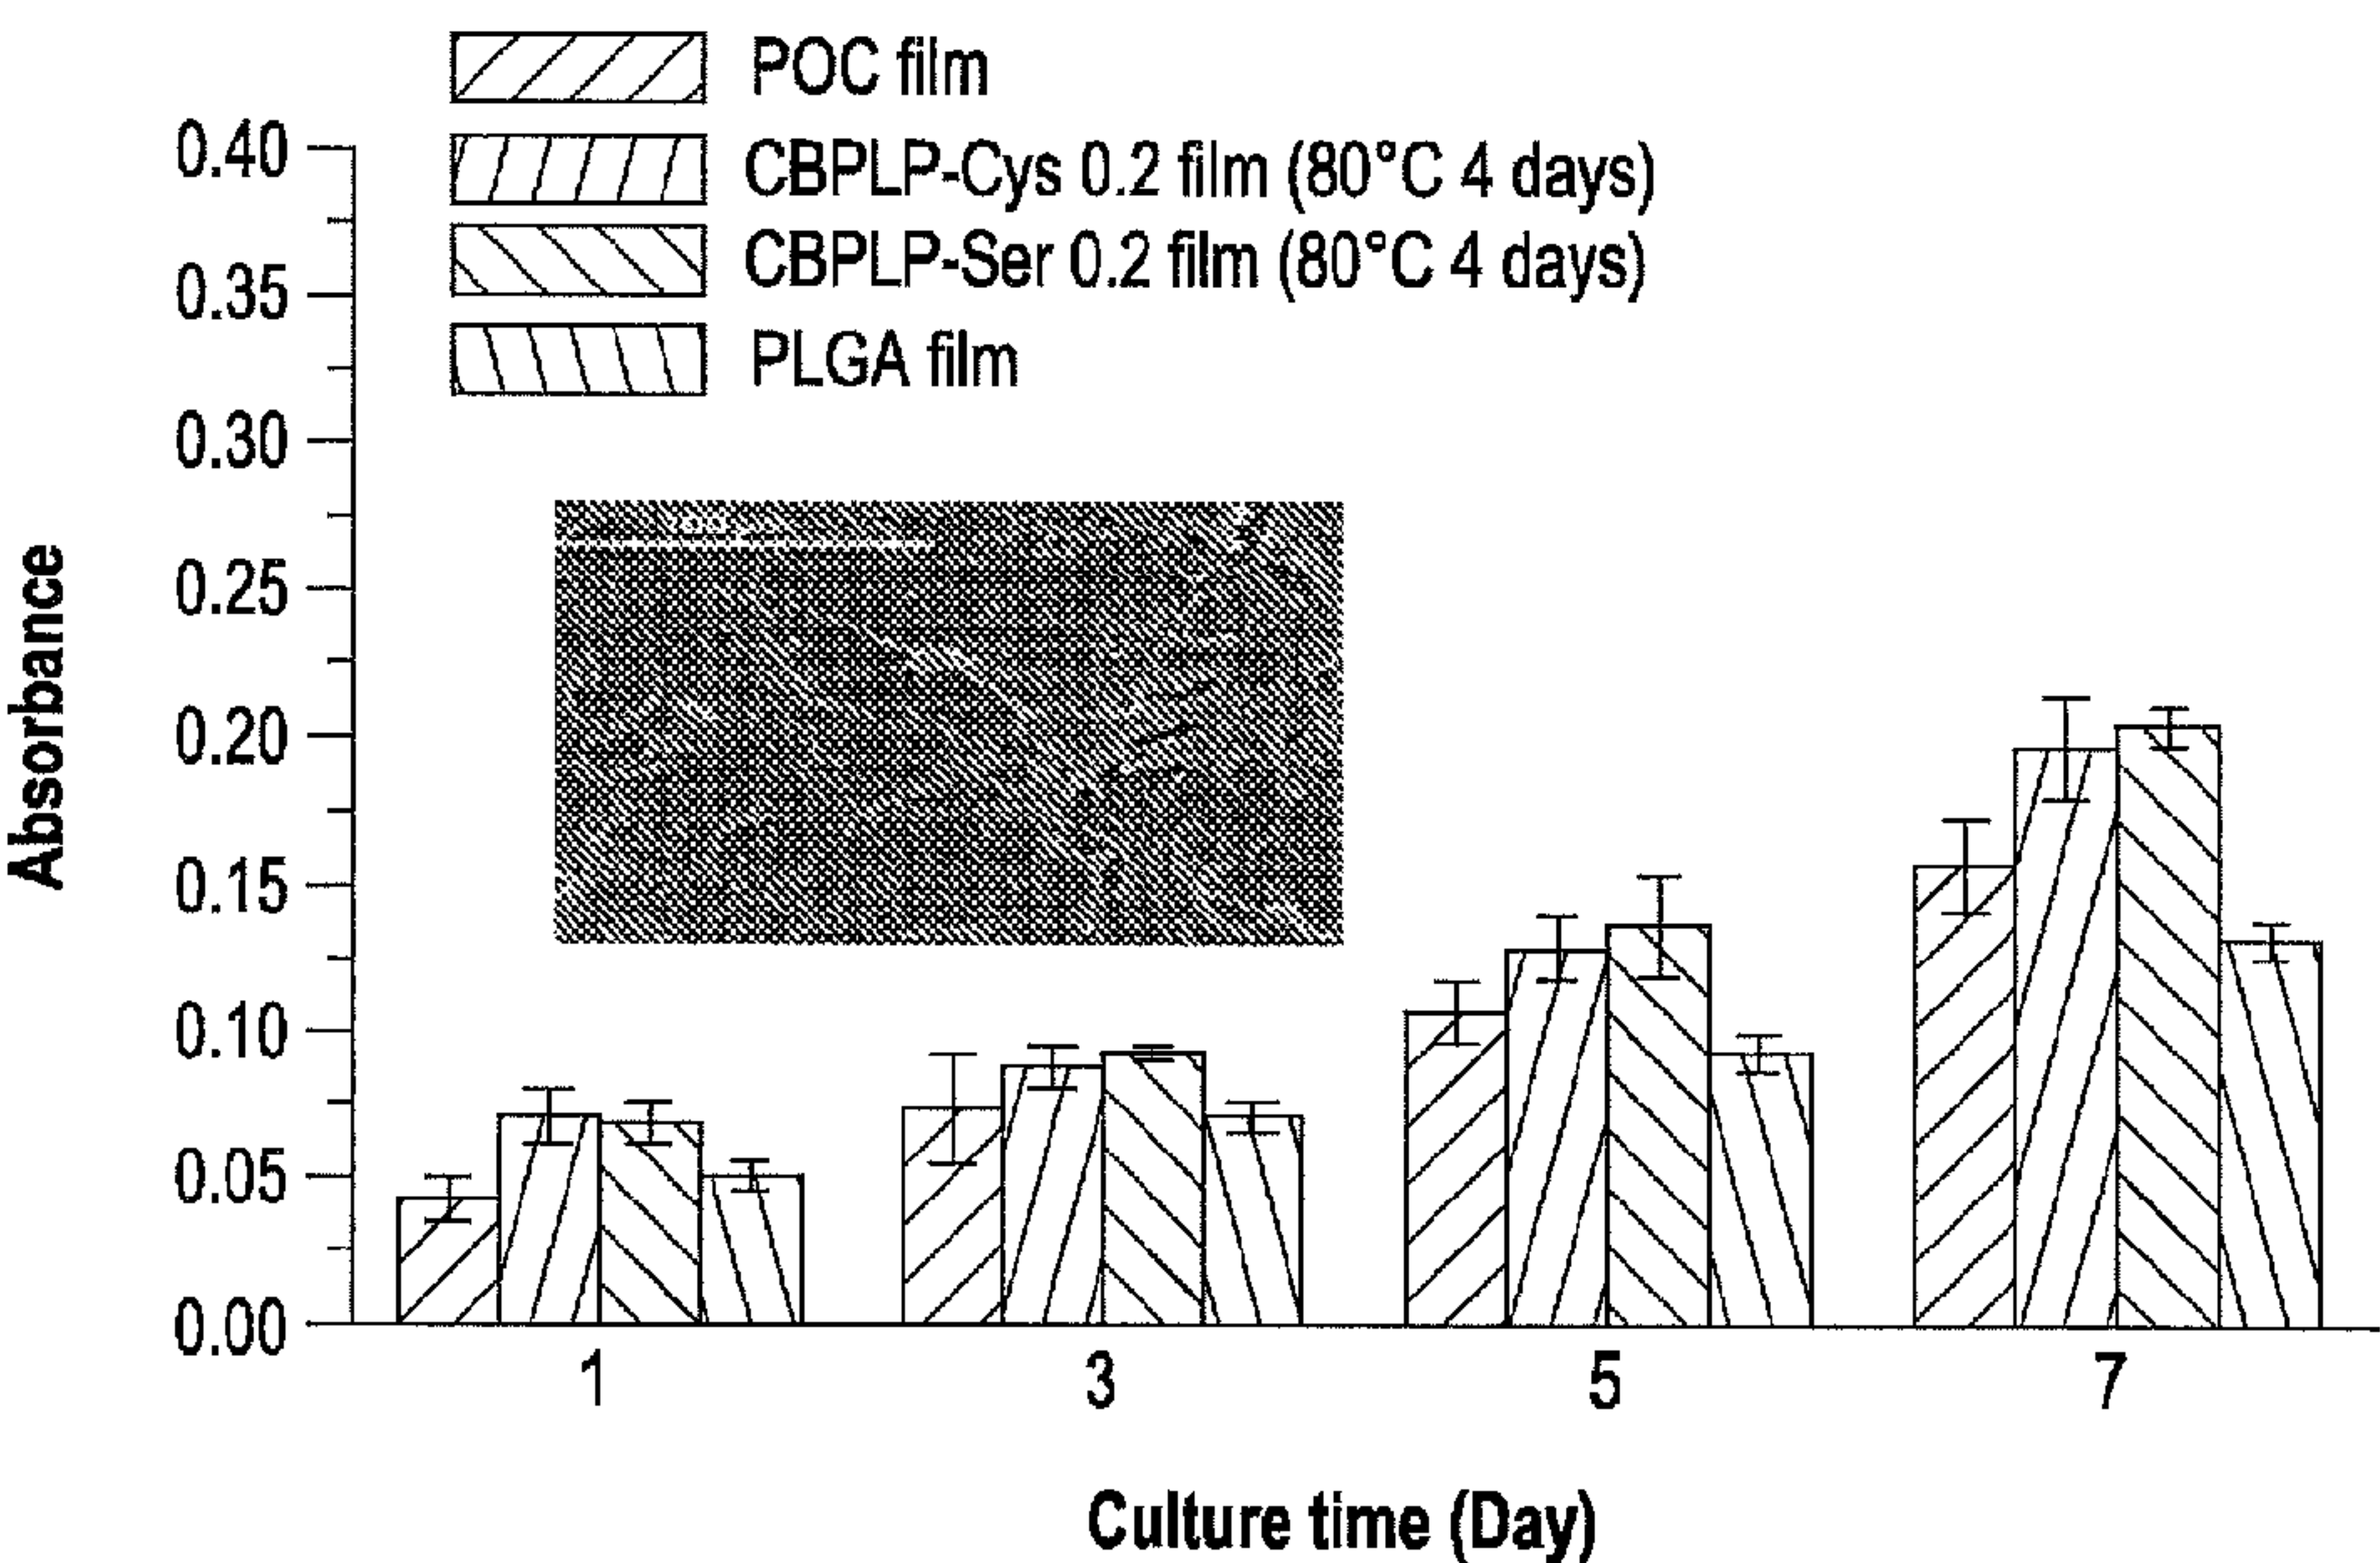 POC film
CBPLP-Cys 0.2 film (80°C 4 days)
CBPLP-Ser 0.2 film (80°C 4 days)
PLGA film
0.40
0.35
0.30
0.25
0.20
0.15
0.10
0.05
0.00
Absorbance
1 3 5 7
Culture time (Day)